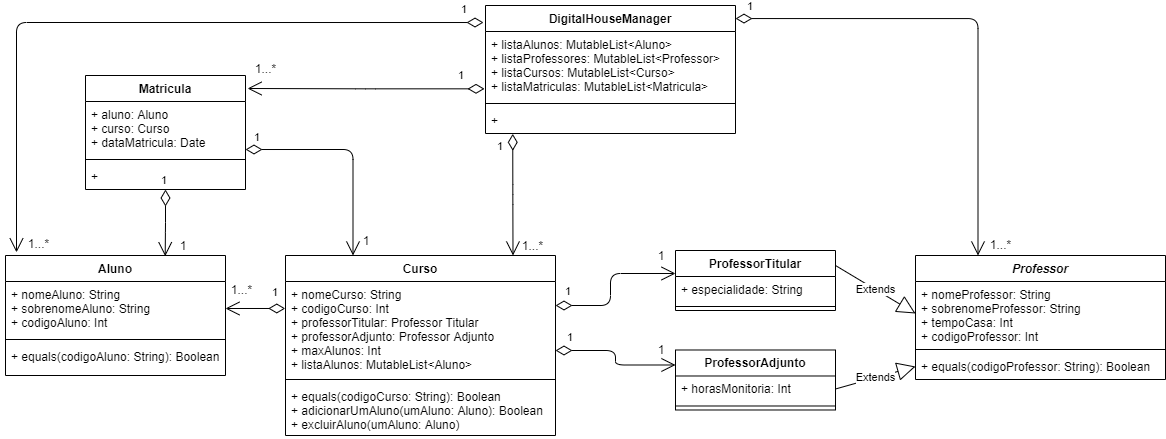 DigitalHouseManager
+ listaAlunos: MutableList<Aluno>
+ listaProfessores: MutableList<Professor>
+ listaCursos: MutableList<Curso>
+ listaMatriculas: MutableList<Matricula>
+
1
1
1
1
1...*
Matricula
+ aluno: Aluno
+ curso: Curso
+ dataMatricula: Date
+
1
1
1...*
1
1
1...*
1...*
Aluno
+ nomeAluno: String
+ sobrenomeAluno: String
+ codigoAluno: Int
+ equals(codigoAluno: String): Boolean
1...*
1
Curso
+ nomeCurso: String
+ codigoCurso: Int
+ professorTitular: Professor Titular
+ professorAdjunto: Professor Adjunto
+ maxAlunos: Int
+ listaAlunos: MutableList<Aluno>
+ equals(codigoCurso: String): Boolean
+ adicionarUmAluno(umAluno: Aluno): Boolean
+ excluirAluno(umAluno: Aluno)
1
1
1
1
ProfessorTitular
+ especialidade: String
Extends
ProfessorAdjunto
+ horasMonitoria: Int
Extends
Professor
+ nomeProfessor: String
+ sobrenomeProfessor: String
+ tempoCasa: Int
+ codigoProfessor: Int
+ equals(codigoProfessor: String): Boolean